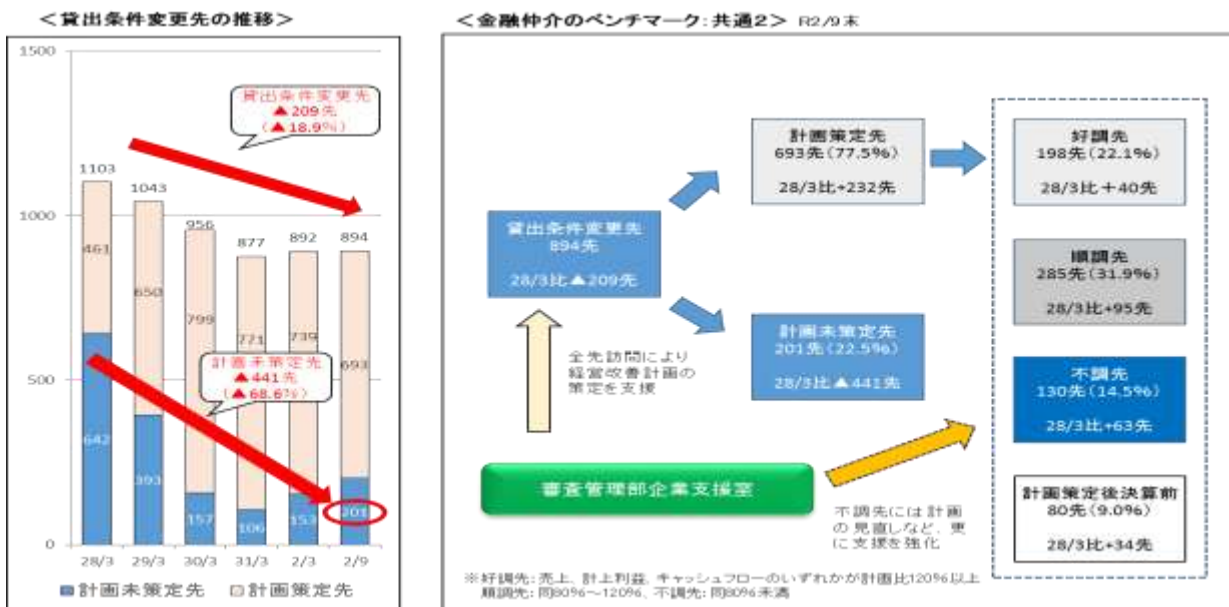 ＜貸出条件変更先の推移＞
1500
1000
500
0
貸出条件変更先
▲209先
(▲18.9%)
1103
1043
956
877
892
894
461
650
799
771
739
693
計画未策定先
▲441先
(▲68.6%)
642
393
157
106
153
201
28/3
29/3
30/3
31/3
2/3
2/9
計画未策定先
計画策定先
＜金融仲介のベンチマーク:共通2＞ R2/9末
貸出条件変更先
894先
28/3比▲209先
計画策定先
693先(77.5%)
28/3比+232先
計画未策定先
201先(22.5%)
28/3比▲441先
好調先
198先(22.1%)
28/3比＋40先
順調先
285先(31.9%)
28/3比+95先
不調先
130先(14.5%)
28/3比+63先
計画策定後決算前
80先(9.0%)
28/3比+34先
全先訪問により
経営改善計画の
策定を支援
審査管理部企業支援室
不調先には計画
の見直しなど、更
に支援を強化
※好調先:売上、計上利益、キャッシュフローのいずれかが計画比120%以上
順調先:同80%～120%、不調先:同80%未満